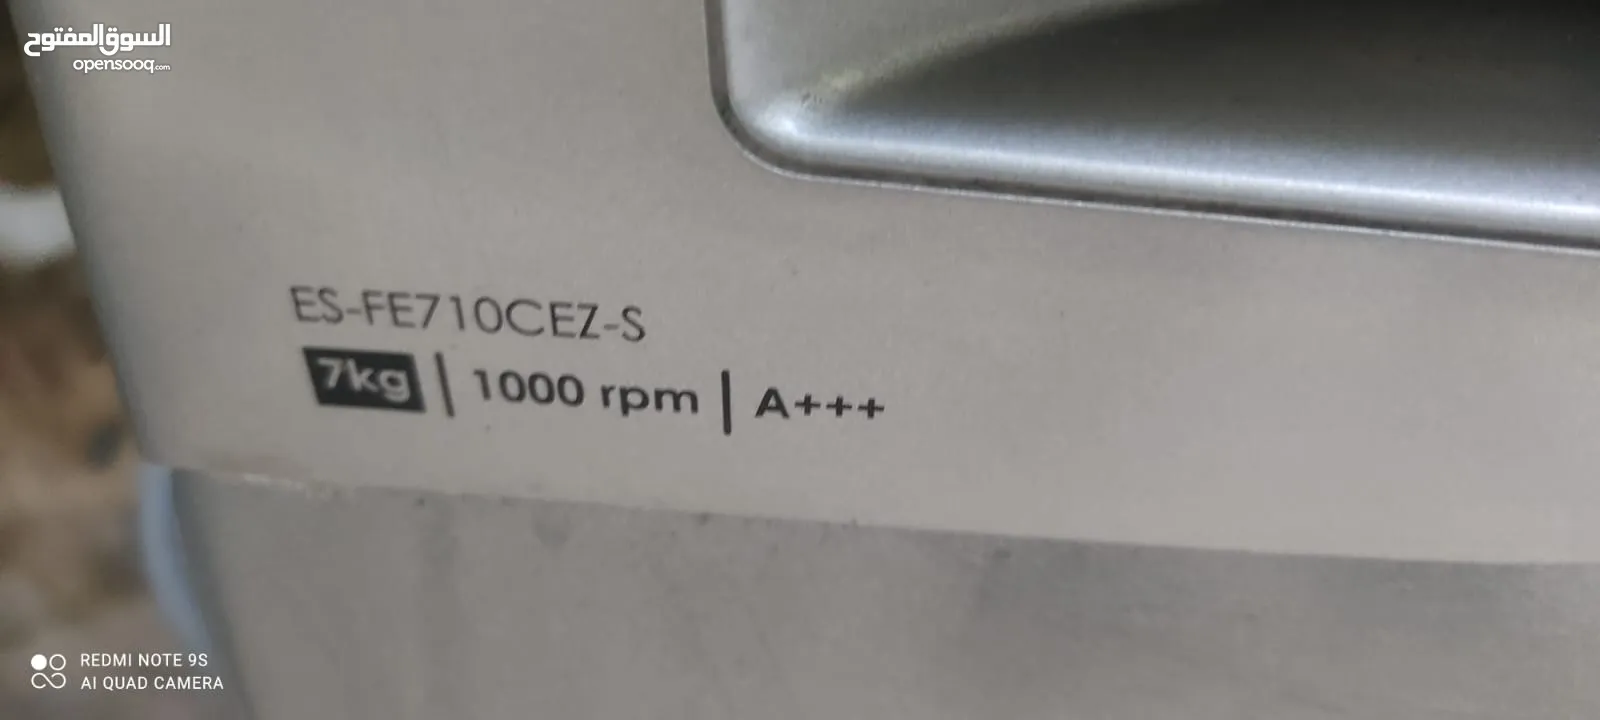 السوق المفتوح
opensooq.com
ES-FE710CEZ-S
7kg | 1000 rpm | A+++
REDMI NOTE 9S
AI QUAD CAMERA